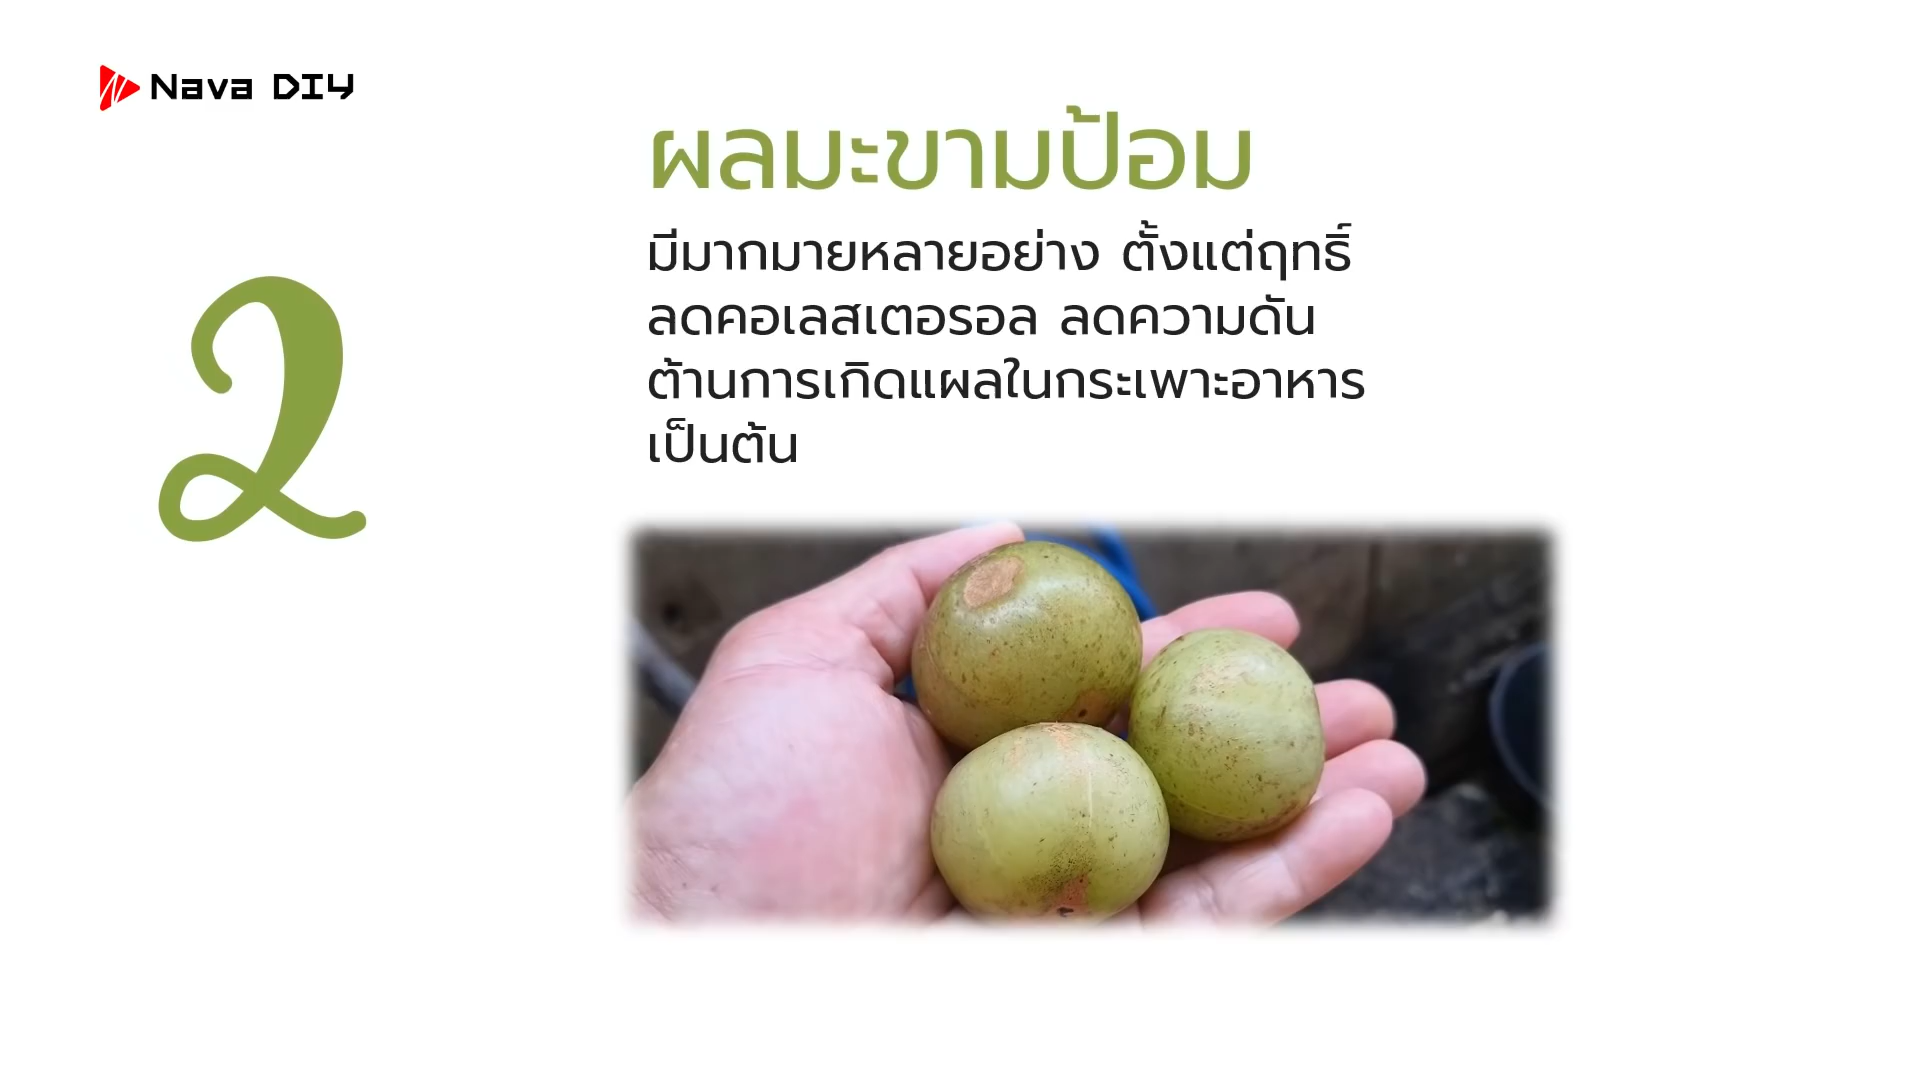 Nava DIY
ผลมะขามป้อม
2
มีมากมายหลายอย่าง ตั้งแต่ฤทธิ์
ลดคอเลสเตอรอล ลดความดัน
ต้านการเกิดแผลในกระเพาะอาหาร
เป็นต้น